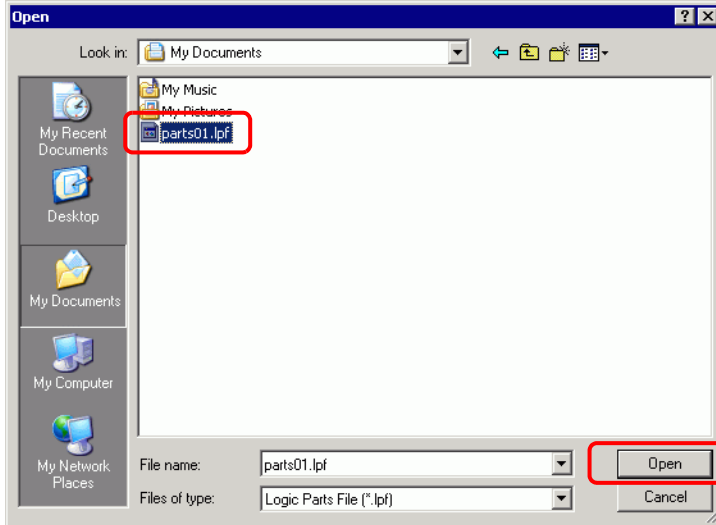 Open
Look in: My Documents
My Music
My Pictures
parts01.lpf
My Recent
Documents
Desktop
My Documents
My Computer
My Network
Places
File name: parts01.lpf Open
Files of type: Logic Parts File (*.lpf) Cancel